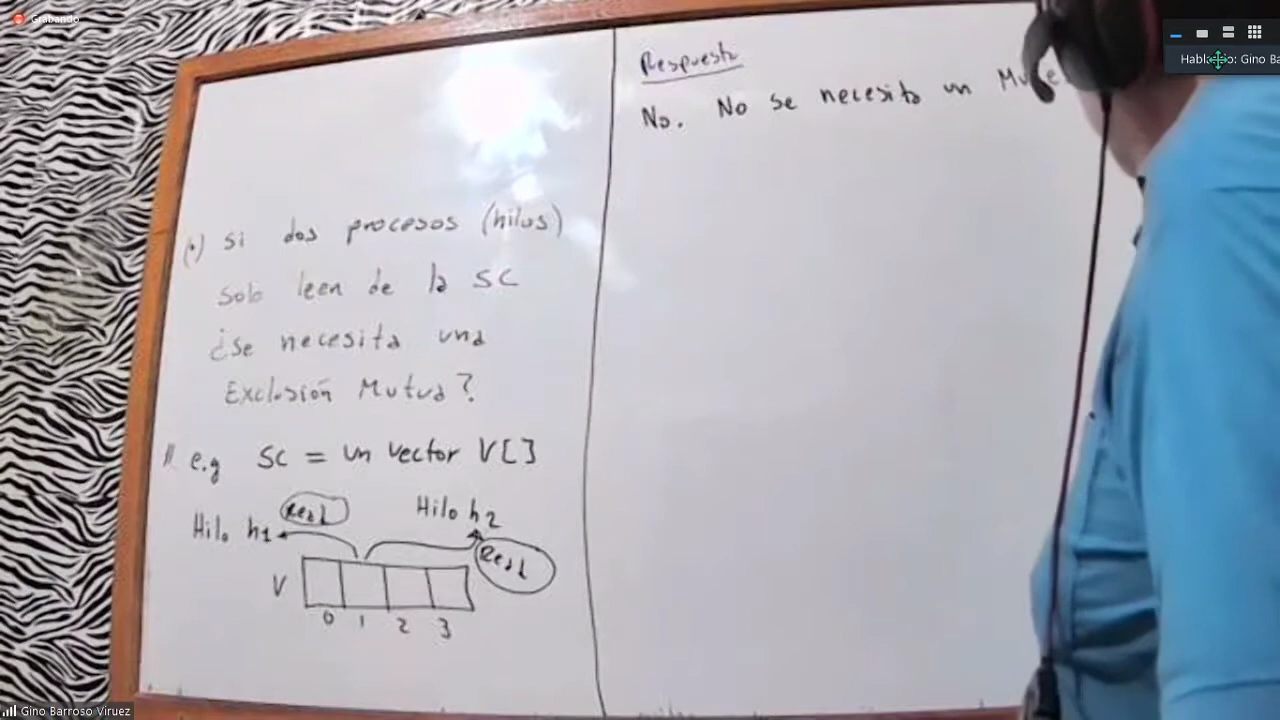 Grabando
(*) Si dos procesos (hilos)
solo leen de la SC
¿Se necesita una
Exclusión Mutua?
// e.g SC = un vector V[]
Hilo h1
Read
Hilo h2
Read
V
0 1 2 3
Respuesta
No. No se necesita un
Hablando: Gino Ba
Gino Barroso Viruez